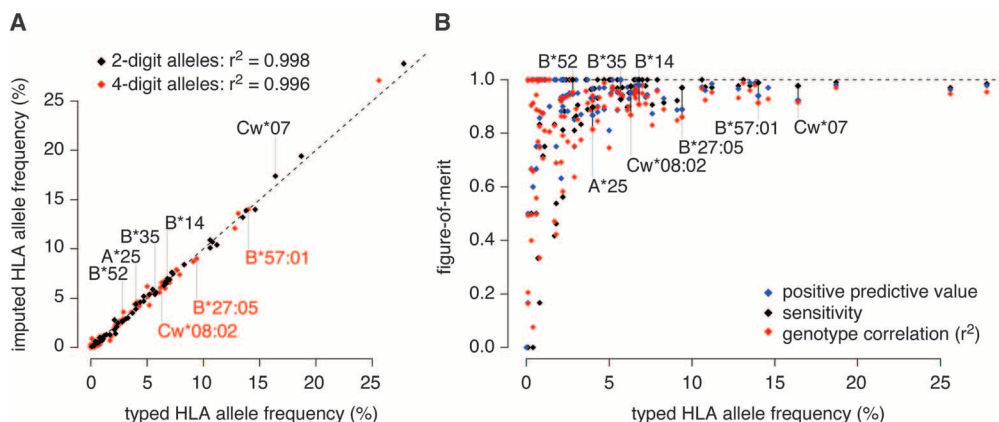 A
2-digit alleles: r² = 0.998
4-digit alleles: r² = 0.996
imputed HLA allele frequency (%)
25
20
15
10
5
0
Cw*07
B*14
B*35
A*25
B*52
B*57:01
B*27:05
Cw*08:02
0 5 10 15 20 25
typed HLA allele frequency (%)
B
B*52 B*35 B*14
figure-of-merit
1.0
0.8
0.6
0.4
0.2
0.0
B*57:01 Cw*07
B*27:05
Cw*08:02
A*25
positive predictive value
sensitivity
genotype correlation (r²)
0 5 10 15 20 25
typed HLA allele frequency (%)